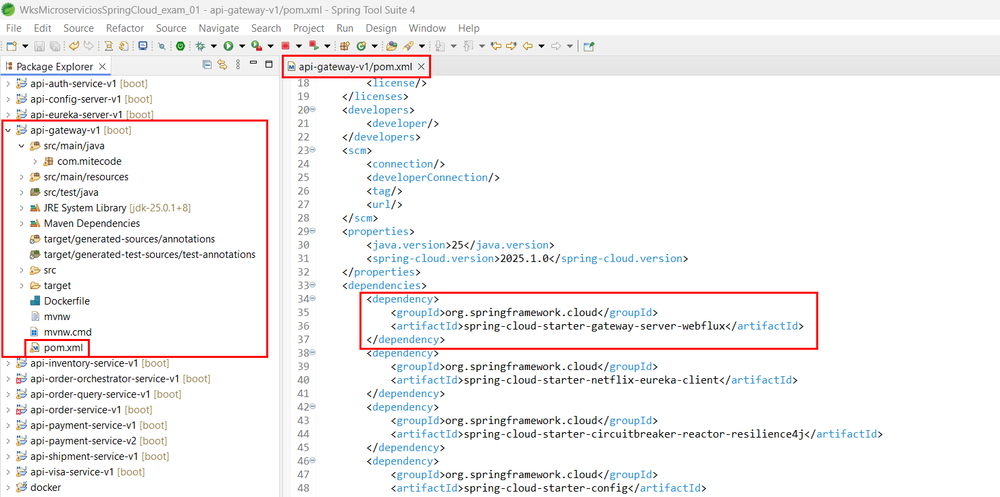 WksMicroserviciosSpringCloud_exam_01 - api-gateway-v1/pom.xml - Spring Tool Suite 4
File Edit Source Refactor Source Navigate Search Project Run Design Window Help
Package Explorer
api-auth-service-v1 [boot]
api-config-server-v1 [boot]
api-eureka-server-v1 [boot]
api-gateway-v1 [boot]
src/main/java
com.mitecode
src/main/resources
src/test/java
JRE System Library [jdk-25.0.1+8]
Maven Dependencies
target/generated-sources/annotations
target/generated-test-sources/test-annotations
src
target
Dockerfile
mvnw
mvnw.cmd
pom.xml
api-inventory-service-v1 [boot]
api-order-orchestrator-service-v1 [boot]
api-order-query-service-v1 [boot]
api-order-service-v1 [boot]
api-payment-service-v1 [boot]
api-payment-service-v2 [boot]
api-shipment-service-v1 [boot]
api-visa-service-v1 [boot]
docker
api-gateway-v1/pom.xml
18 <license/>
19 </licenses>
20 <developers>
21 <developer/>
22 </developers>
23 <scm>
24 <connection/>
25 <developerConnection/>
26 <tag/>
27 <url/>
28 </scm>
29 <properties>
30 <java.version>25</java.version>
31 <spring-cloud.version>2025.1.0</spring-cloud.version>
32 </properties>
33 <dependencies>
34 <dependency>
35 <groupId>org.springframework.cloud</groupId>
36 <artifactId>spring-cloud-starter-gateway-server-webflux</artifactId>
37 </dependency>
38 <dependency>
39 <groupId>org.springframework.cloud</groupId>
40 <artifactId>spring-cloud-starter-netflix-eureka-client</artifactId>
41 </dependency>
42 <dependency>
43 <groupId>org.springframework.cloud</groupId>
44 <artifactId>spring-cloud-starter-circuitbreaker-reactor-resilience4j</artifactId>
45 </dependency>
46 <dependency>
47 <groupId>org.springframework.cloud</groupId>
48 <artifactId>spring-cloud-starter-config</artifactId>